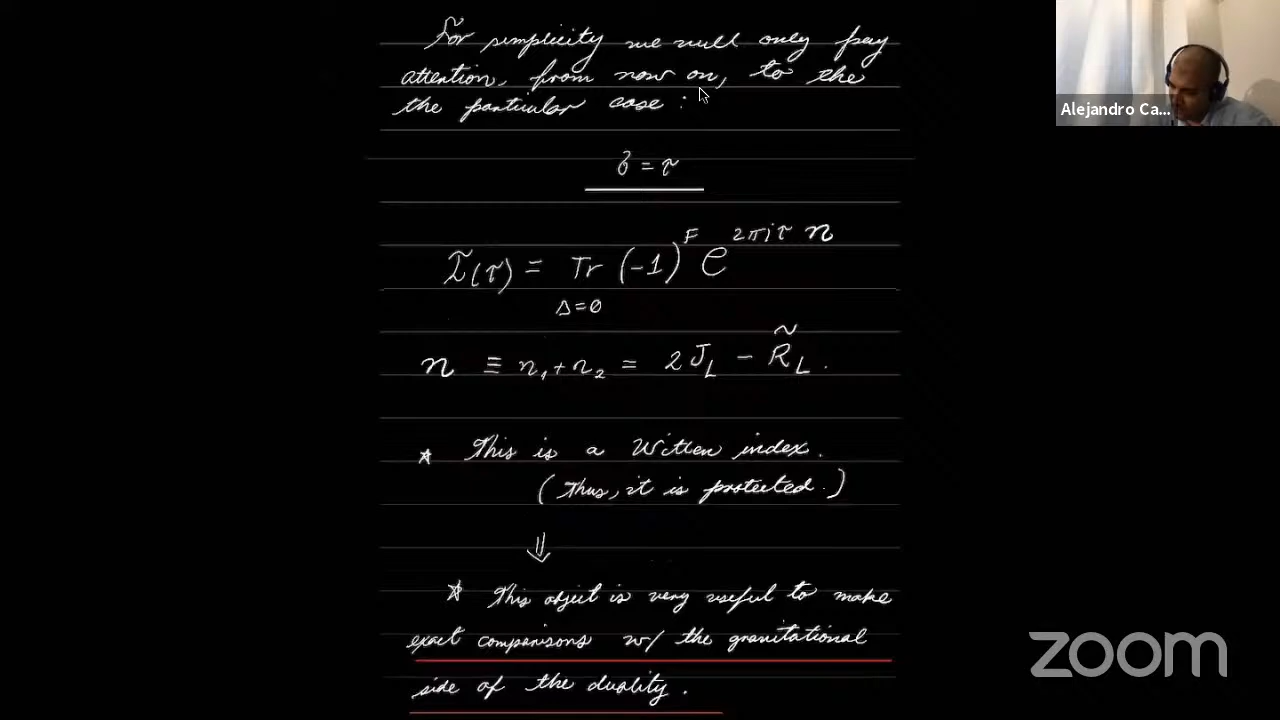 For simplicity we will only pay
attention, from now on, to the
the particular case :
σ = τ
I(τ) = Tr (-1)^F e^{2πiτ n}
Δ=0
n ≡ n₁ + n₂ = 2 J_L - R̃_L .
☆ This is a Witten index.
(Thus, it is protected.)
⇓
☆ This object is very useful to make
exact comparisons w/ the gravitational
side of the duality.
Alejandro Ca...
zoom